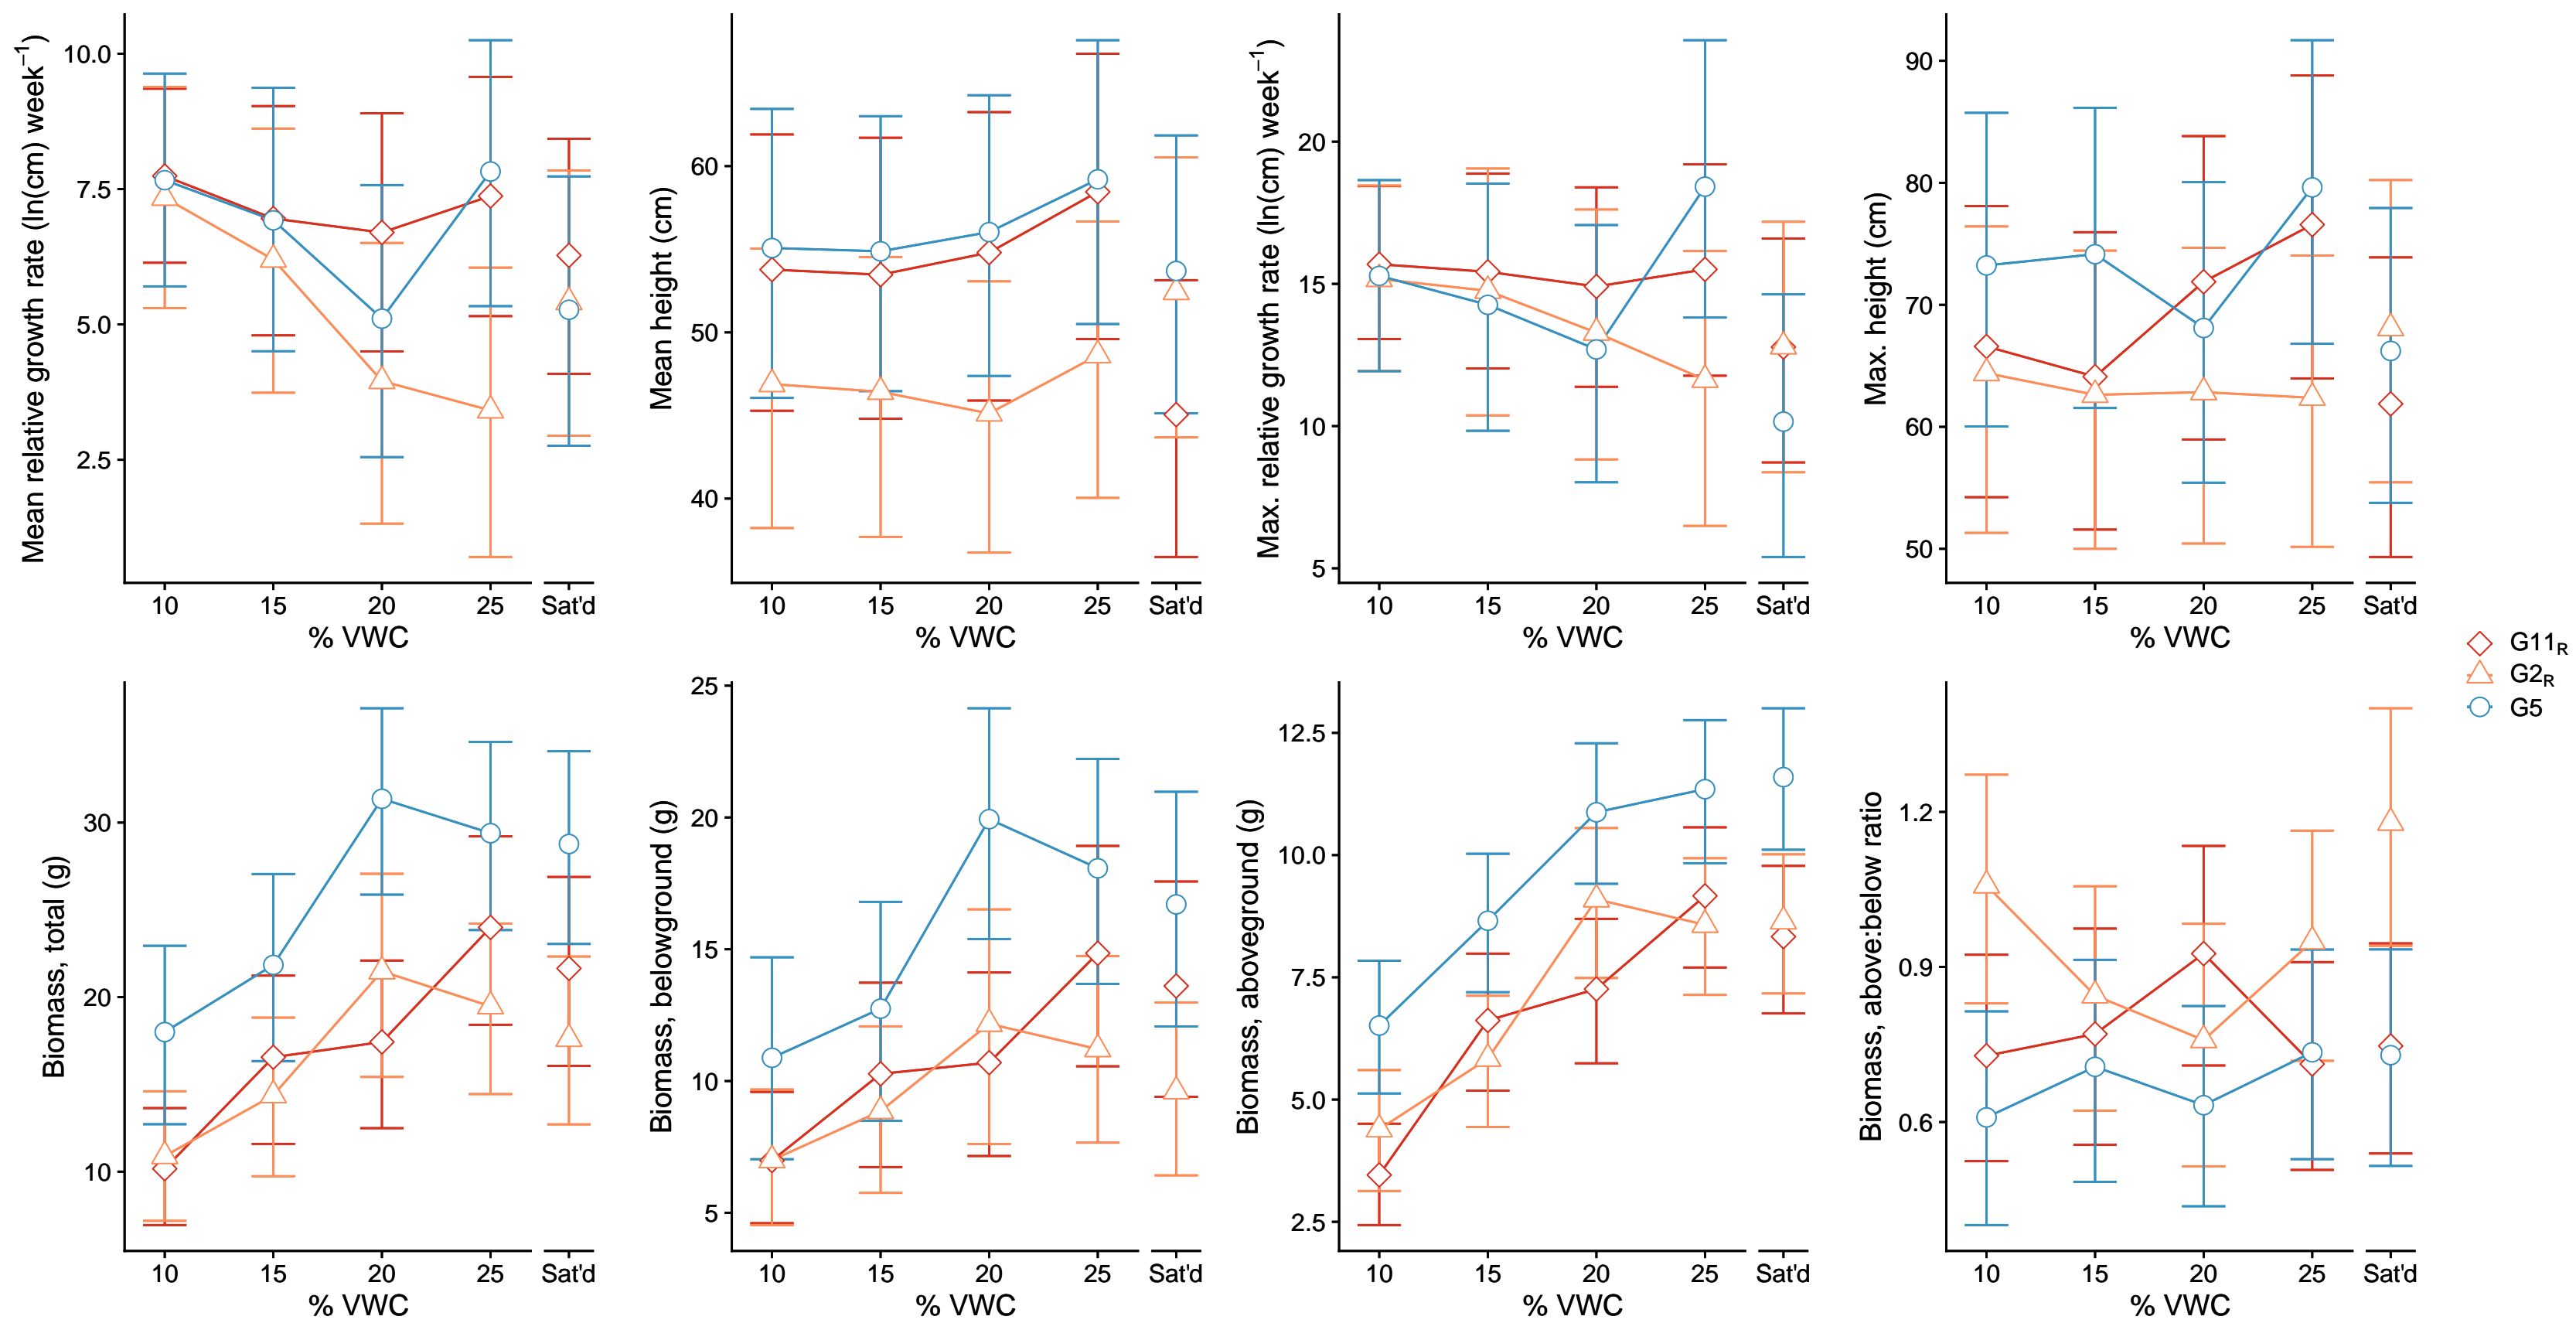 Mean relative growth rate (ln(cm) week⁻¹)
10.0
7.5
5.0
2.5
10 15 20 25 Sat'd
% VWC
Mean height (cm)
60
50
40
10 15 20 25 Sat'd
% VWC
Max. relative growth rate (ln(cm) week⁻¹)
20
15
10
5
10 15 20 25 Sat'd
% VWC
Max. height (cm)
90
80
70
60
50
10 15 20 25 Sat'd
% VWC
G11R
G2R
G5
Biomass, total (g)
30
20
10
10 15 20 25 Sat'd
% VWC
Biomass, belowground (g)
25
20
15
10
5
10 15 20 25 Sat'd
% VWC
Biomass, aboveground (g)
12.5
10.0
7.5
5.0
2.5
10 15 20 25 Sat'd
% VWC
Biomass, above:below ratio
1.2
0.9
0.6
10 15 20 25 Sat'd
% VWC